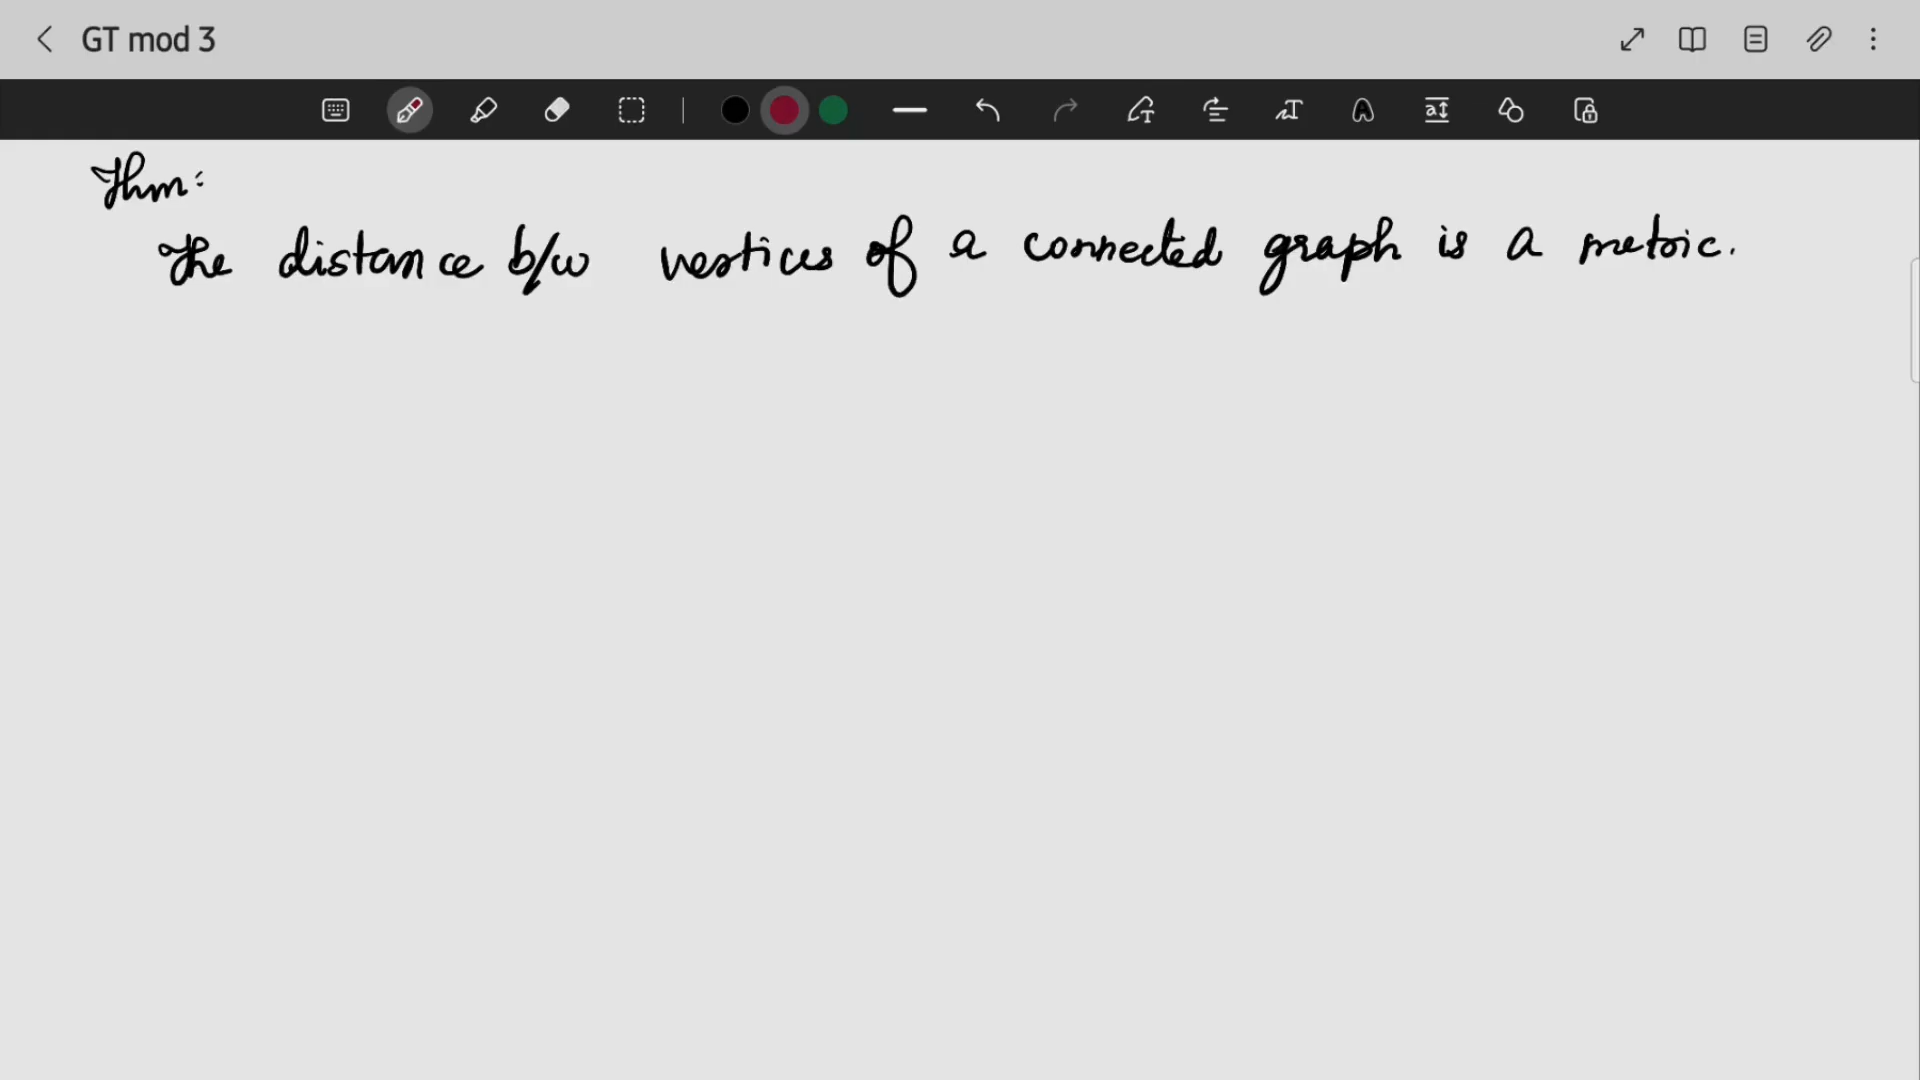 GT mod 3
Thm:
The distance b/w vertices of a connected graph is a metric.